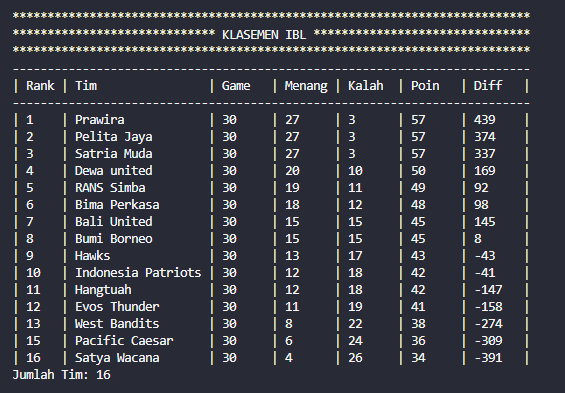 **************************************************************************
***************************** KLASEMEN IBL *******************************
**************************************************************************
--------------------------------------------------------------------------
| Rank | Tim                | Game   | Menang | Kalah  | Poin   | Diff   |
--------------------------------------------------------------------------
| 1    | Prawira            | 30     | 27     | 3      | 57     | 439    |
| 2    | Pelita Jaya        | 30     | 27     | 3      | 57     | 374    |
| 3    | Satria Muda        | 30     | 27     | 3      | 57     | 337    |
| 4    | Dewa united        | 30     | 20     | 10     | 50     | 169    |
| 5    | RANS Simba         | 30     | 19     | 11     | 49     | 92     |
| 6    | Bima Perkasa       | 30     | 18     | 12     | 48     | 98     |
| 7    | Bali United        | 30     | 15     | 15     | 45     | 145    |
| 8    | Bumi Borneo        | 30     | 15     | 15     | 45     | 8      |
| 9    | Hawks              | 30     | 13     | 17     | 43     | -43    |
| 10   | Indonesia Patriots | 30     | 12     | 18     | 42     | -41    |
| 11   | Hangtuah           | 30     | 12     | 18     | 42     | -147   |
| 12   | Evos Thunder       | 30     | 11     | 19     | 41     | -158   |
| 13   | West Bandits       | 30     | 8      | 22     | 38     | -274   |
| 15   | Pacific Caesar     | 30     | 6      | 24     | 36     | -309   |
| 16   | Satya Wacana       | 30     | 4      | 26     | 34     | -391   |
Jumlah Tim: 16